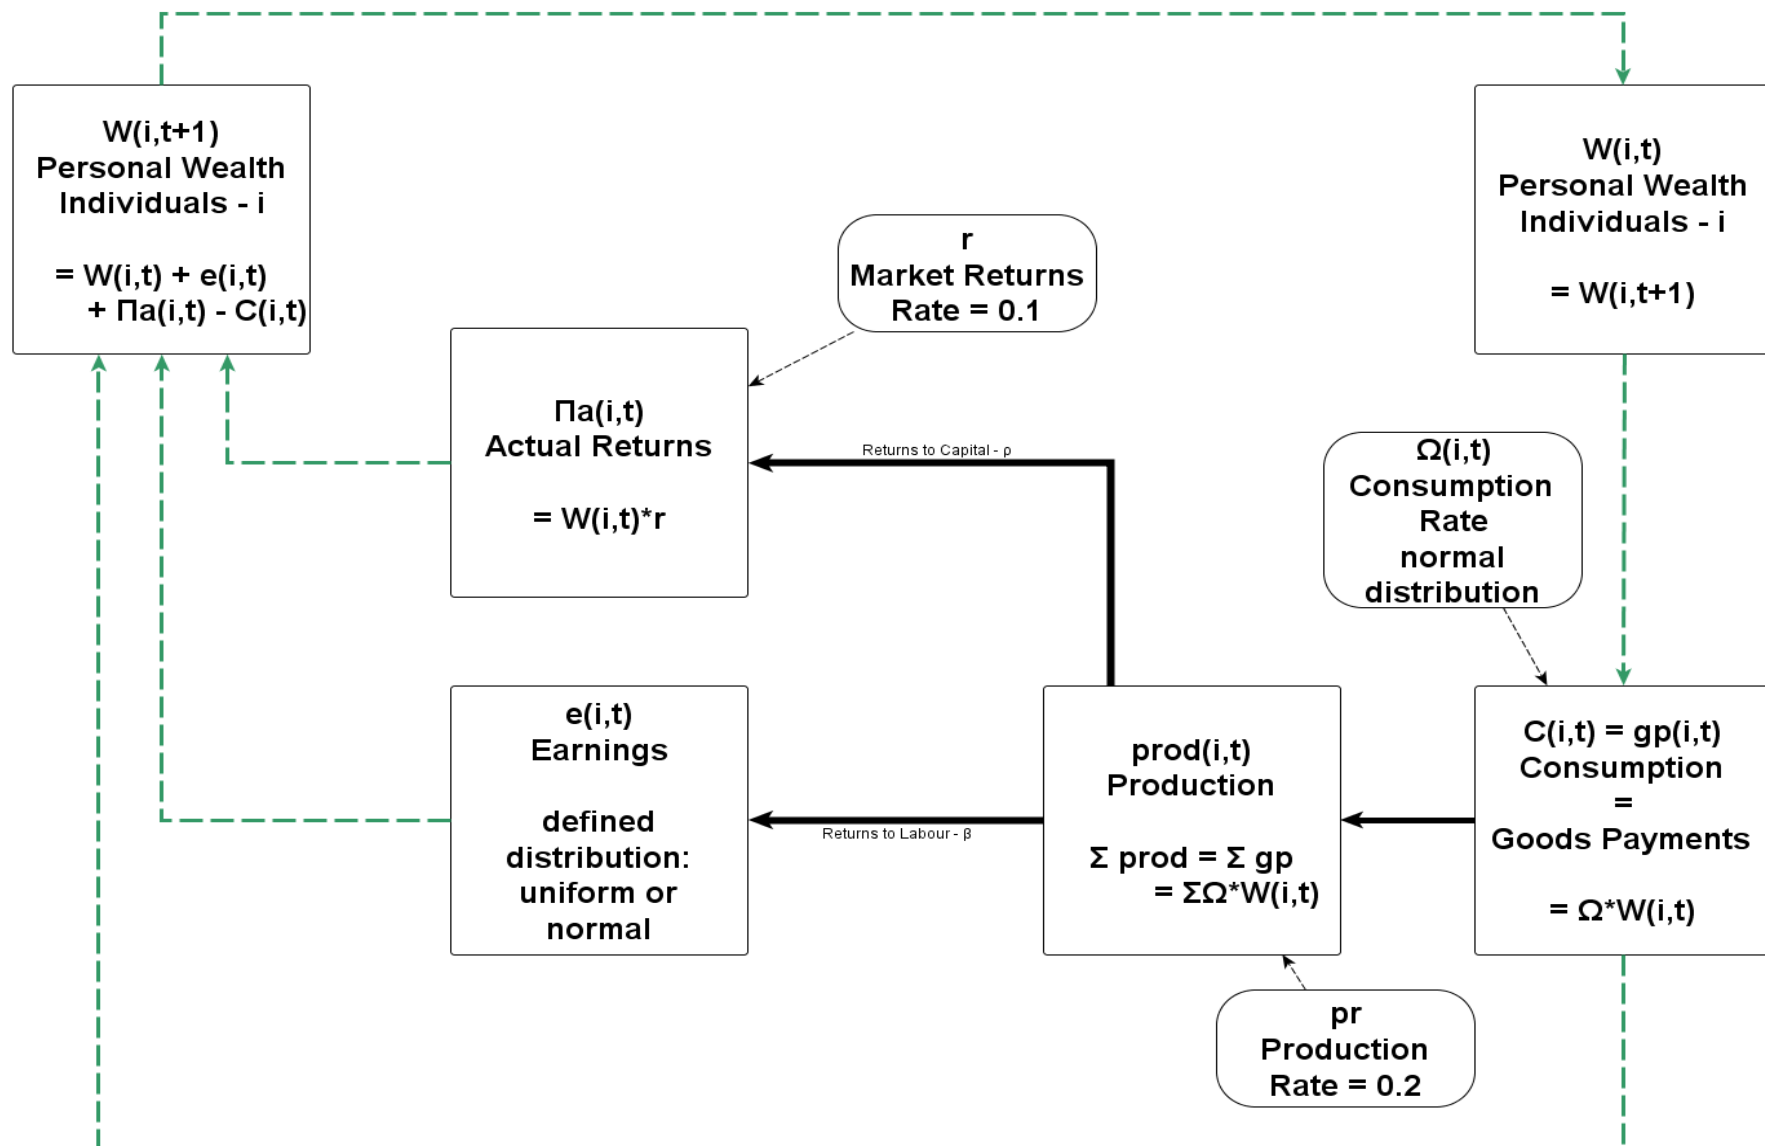 W(i,t+1)
Personal Wealth
Individuals - i
= W(i,t) + e(i,t)
+ Πa(i,t) - C(i,t)
W(i,t)
Personal Wealth
Individuals - i
= W(i,t+1)
r
Market Returns
Rate = 0.1
Πa(i,t)
Actual Returns
= W(i,t)*r
Returns to Capital - ρ
Ω(i,t)
Consumption
Rate
normal
distribution
e(i,t)
Earnings
defined
distribution:
uniform or
normal
Returns to Labour - β
prod(i,t)
Production
Σ prod = Σ gp
= ΣΩ*W(i,t)
C(i,t) = gp(i,t)
Consumption
=
Goods Payments
= Ω*W(i,t)
pr
Production
Rate = 0.2